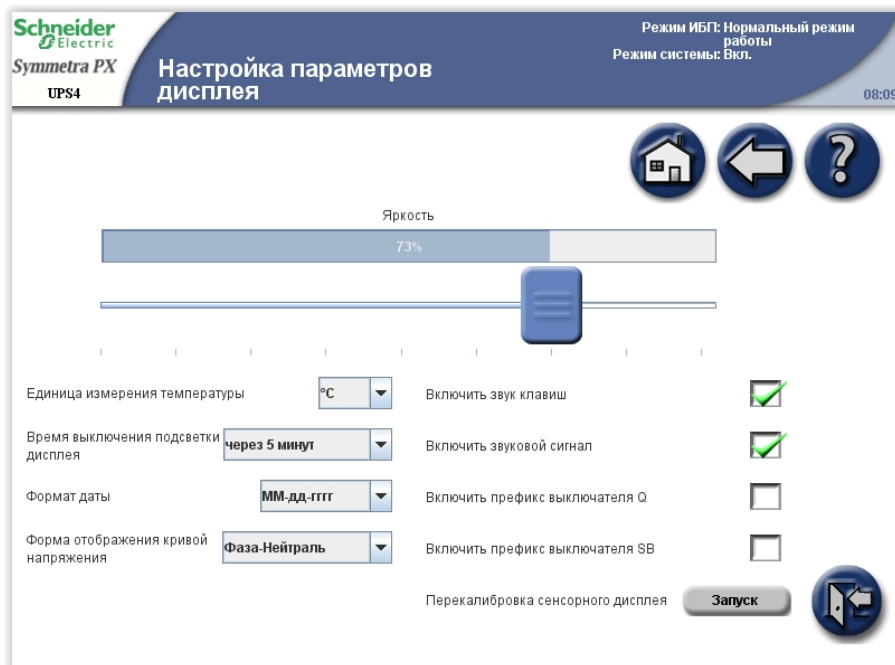 Schneider
Electric
Symmetra PX
UPS4
Настройка параметров
дисплея
Режим ИБП: Нормальный режим
работы
Режим системы: Вкл.
08:09
?
Яркость
73%
Единица измерения температуры
°C
Включить звук клавиш
Время выключения подсветки
дисплея
через 5 минут
Включить звуковой сигнал
Формат даты
ММ-дд-гггг
Включить префикс выключателя Q
Форма отображения кривой
напряжения
Фаза-Нейтраль
Включить префикс выключателя SB
Перекалибровка сенсорного дисплея
Запуск